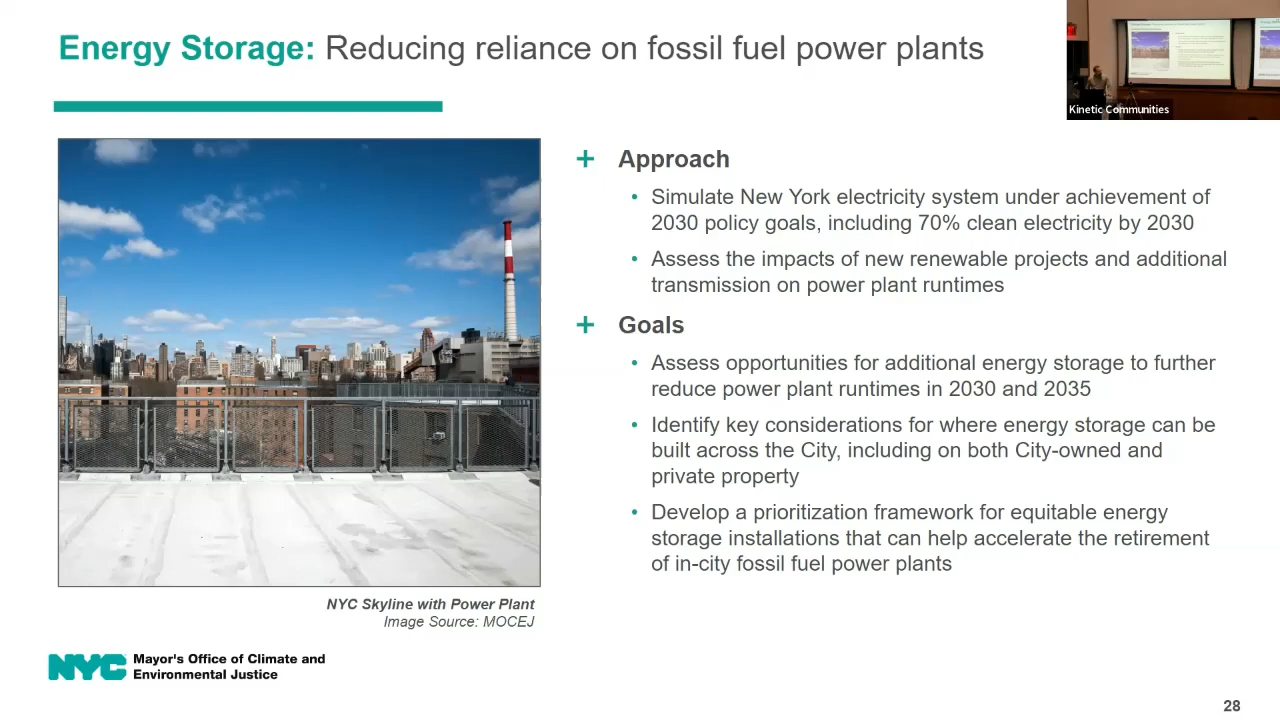 Energy Storage: Reducing reliance on fossil fuel power plants
Kinetic Communities
+ Approach
• Simulate New York electricity system under achievement of
2030 policy goals, including 70% clean electricity by 2030
• Assess the impacts of new renewable projects and additional
transmission on power plant runtimes
+ Goals
• Assess opportunities for additional energy storage to further
reduce power plant runtimes in 2030 and 2035
• Identify key considerations for where energy storage can be
built across the City, including on both City-owned and
private property
• Develop a prioritization framework for equitable energy
storage installations that can help accelerate the retirement
of in-city fossil fuel power plants
NYC Skyline with Power Plant
Image Source: MOCEJ
NYC
Mayor's Office of Climate and
Environmental Justice
28